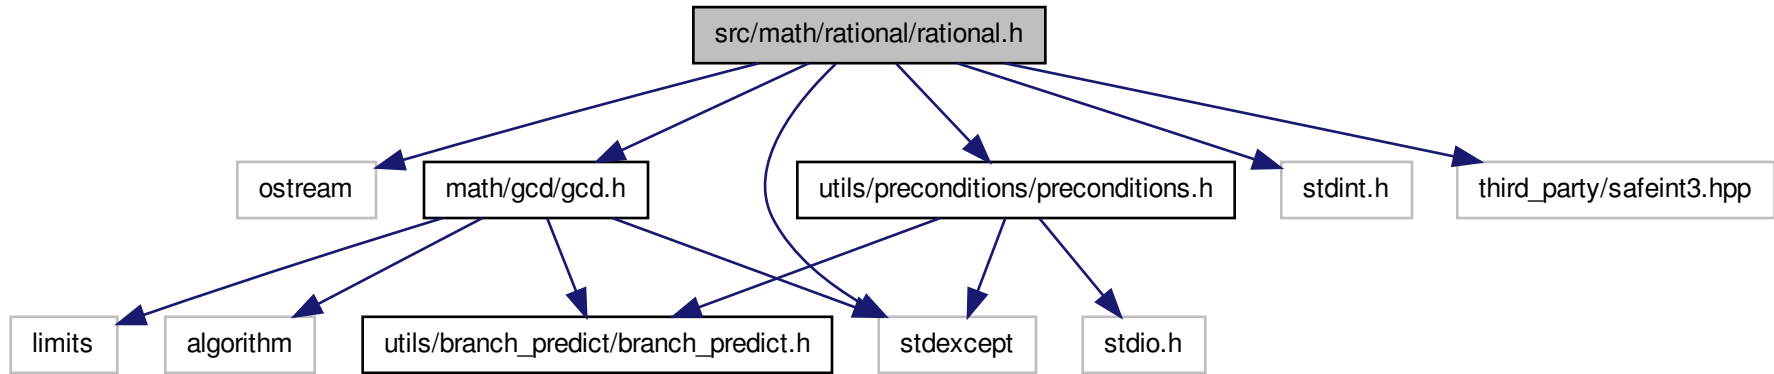 src/math/rational/rational.h
ostream
math/gcd/gcd.h
utils/preconditions/preconditions.h
stdint.h
third_party/safeint3.hpp
limits
algorithm
utils/branch_predict/branch_predict.h
stdexcept
stdio.h